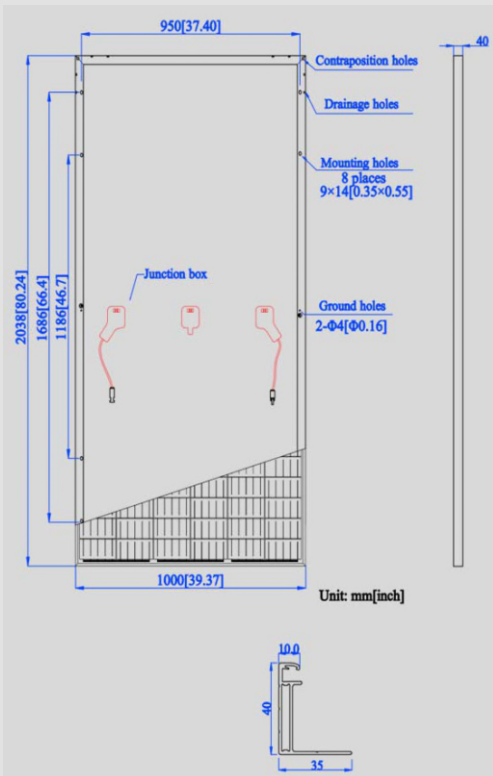 950[37.40]
40
Contraposition holes
Drainage holes
Mounting holes
8 places
9×14[0.35×0.55]
Junction box
2038[80.24]
1686[66.4]
1186[46.7]
Ground holes
2-Φ4[Φ0.16]
1000[39.37]
Unit: mm[inch]
10.0
40
35